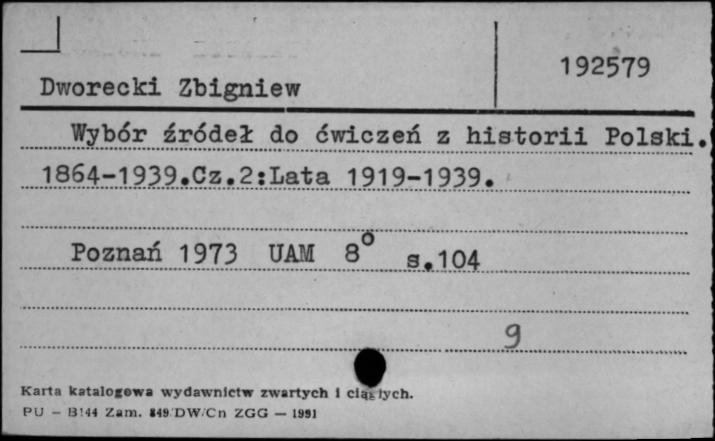 192579
Dworecki Zbigniew
Wybór źródeł do ćwiczeń z historii Polski.
1864-1939.Cz.2:Lata 1919-1939.
Poznań 1973 UAM 8° s.104
9
Karta katalogowa wydawnictw zwartych i ciągłych.
PU — B144 Zam. 849/DW/Cn ZGG — 1991